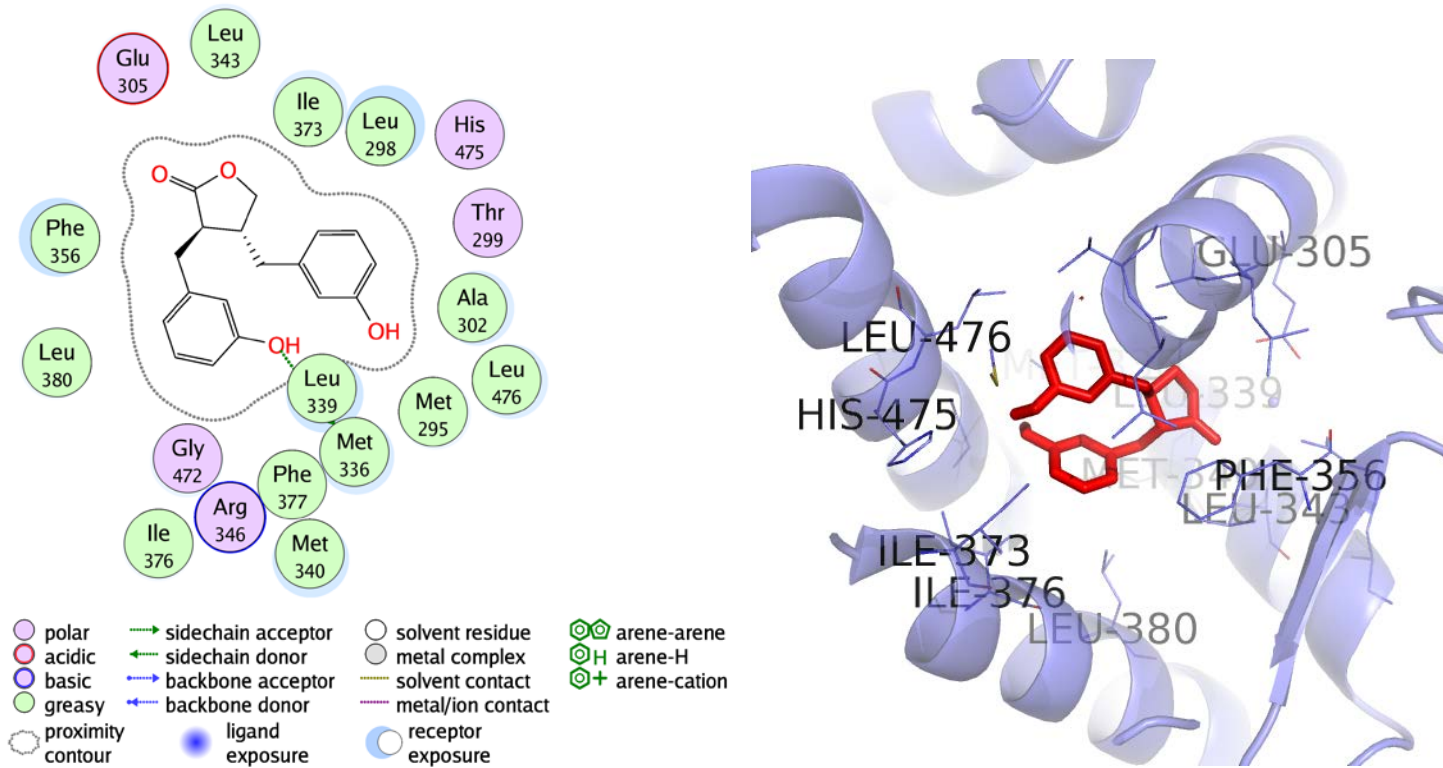 Leu
343
Glu
305
Ile
373
Leu
298
His
475
O
O
Thr
299
Phe
356
Ala
302
OH
OH
Leu
380
Leu
339
Leu
476
Met
295
Gly
472
Met
336
Phe
377
Arg
346
Ile
376
Met
340
polar
acidic
basic
greasy
proximity
contour
sidechain acceptor
sidechain donor
backbone acceptor
backbone donor
ligand
exposure
solvent residue
metal complex
solvent contact
metal/ion contact
receptor
exposure
arene-arene
H arene-H
+ arene-cation
GLU-305
LEU-476
LEU-339
HIS-475
PHE-356
LEU-343
ILE-373
ILE-376
LEU-380